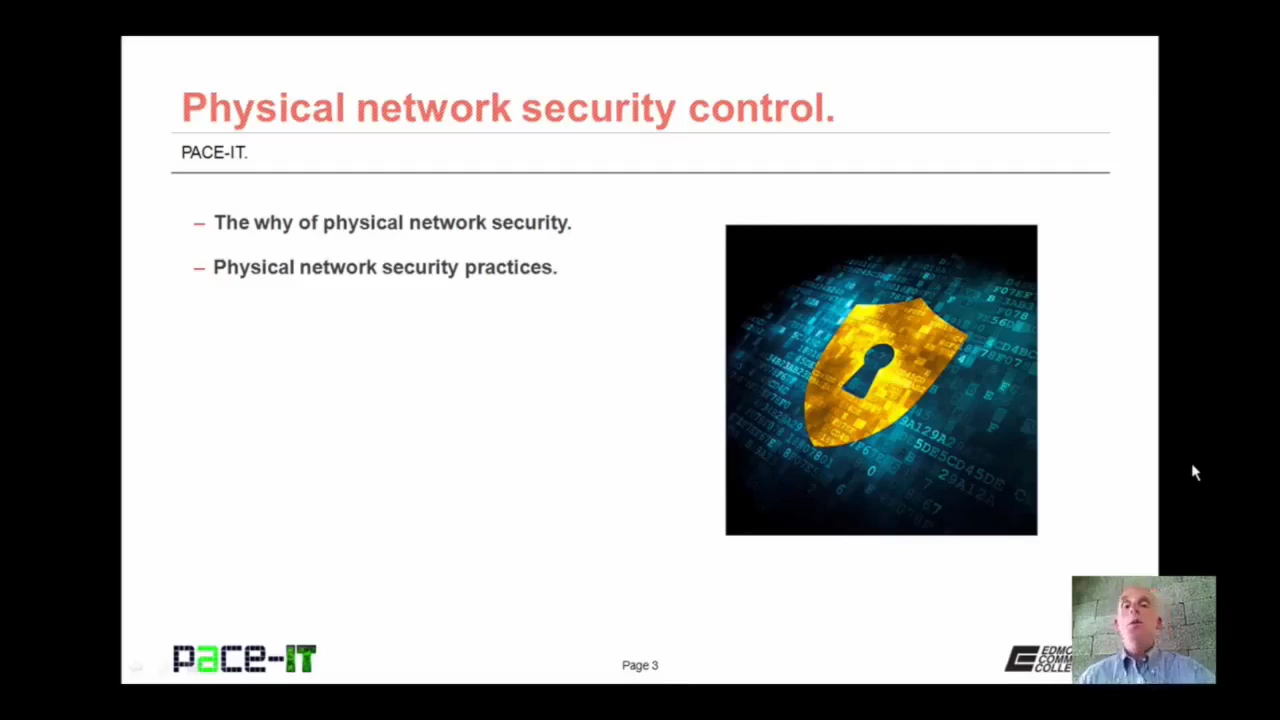 Physical network security control.
PACE-IT.
– The why of physical network security.
– Physical network security practices.
pace-IT
Page 3